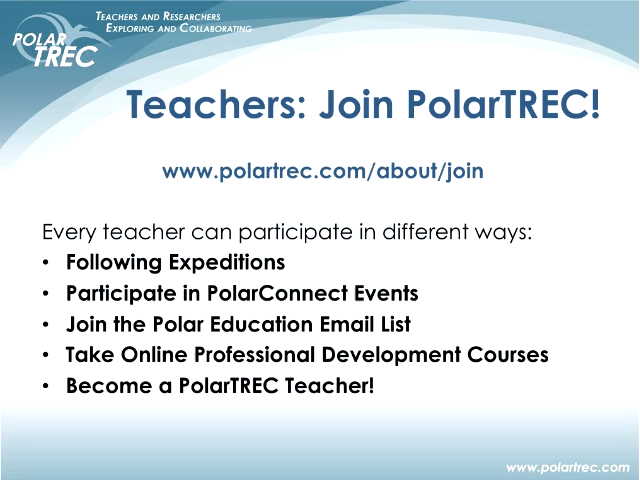 TEACHERS AND RESEARCHERS
EXPLORING AND COLLABORATING
POLAR
TREC
Teachers: Join PolarTREC!
www.polartrec.com/about/join
Every teacher can participate in different ways:
• Following Expeditions
• Participate in PolarConnect Events
• Join the Polar Education Email List
• Take Online Professional Development Courses
• Become a PolarTREC Teacher!
www.polartrec.com